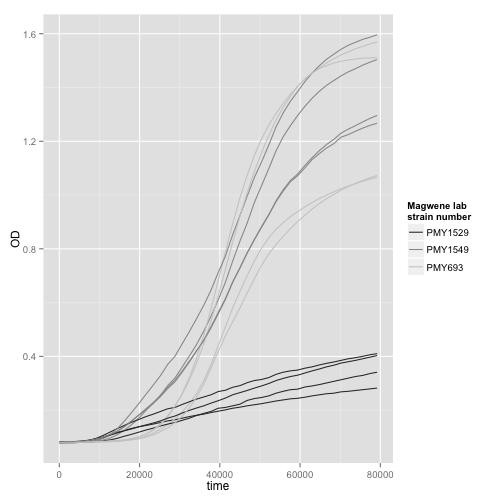 1.6
1.2
0.8
0.4
OD
0
20000
40000
60000
80000
time
Magwene lab
strain number
PMY1529
PMY1549
PMY693